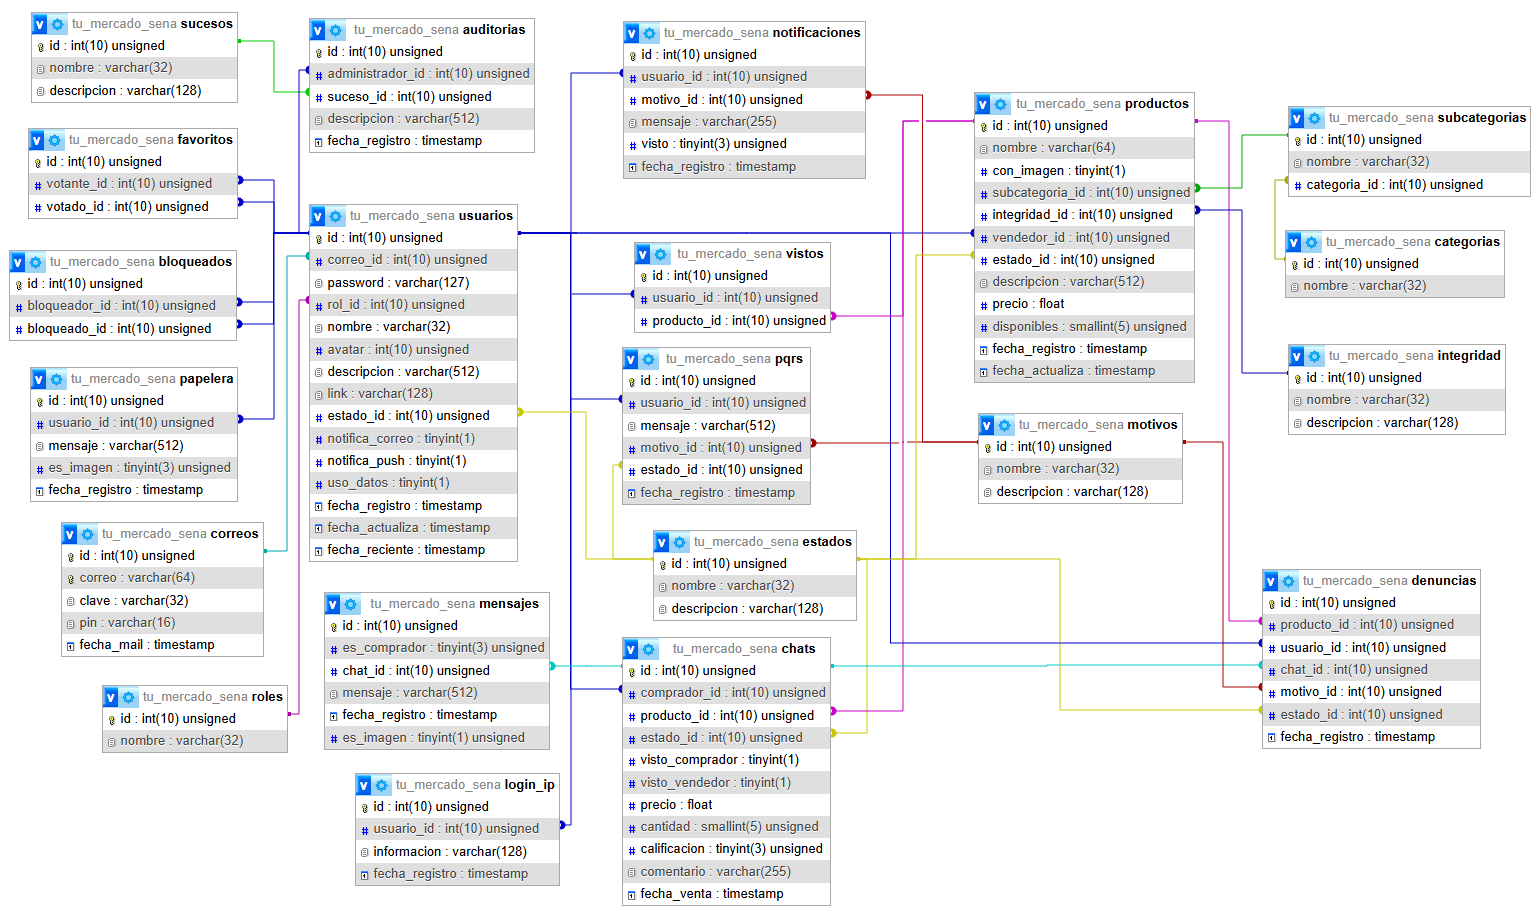 tu_mercado_sena sucesos
id : int(10) unsigned
nombre : varchar(32)
descripcion : varchar(128)
tu_mercado_sena auditorias
id : int(10) unsigned
administrador_id : int(10) unsigned
suceso_id : int(10) unsigned
descripcion : varchar(512)
fecha_registro : timestamp
tu_mercado_sena notificaciones
id : int(10) unsigned
usuario_id : int(10) unsigned
motivo_id : int(10) unsigned
mensaje : varchar(255)
visto : tinyint(3) unsigned
fecha_registro : timestamp
tu_mercado_sena productos
id : int(10) unsigned
nombre : varchar(64)
con_imagen : tinyint(1)
subcategoria_id : int(10) unsigned
integridad_id : int(10) unsigned
vendedor_id : int(10) unsigned
estado_id : int(10) unsigned
descripcion : varchar(512)
precio : float
disponibles : smallint(5) unsigned
fecha_registro : timestamp
fecha_actualiza : timestamp
tu_mercado_sena subcategorias
id : int(10) unsigned
nombre : varchar(32)
categoria_id : int(10) unsigned
tu_mercado_sena favoritos
id : int(10) unsigned
votante_id : int(10) unsigned
votado_id : int(10) unsigned
tu_mercado_sena usuarios
id : int(10) unsigned
correo_id : int(10) unsigned
password : varchar(127)
rol_id : int(10) unsigned
nombre : varchar(32)
avatar : int(10) unsigned
descripcion : varchar(512)
link : varchar(128)
estado_id : int(10) unsigned
notifica_correo : tinyint(1)
notifica_push : tinyint(1)
uso_datos : tinyint(1)
fecha_registro : timestamp
fecha_actualiza : timestamp
fecha_reciente : timestamp
tu_mercado_sena vistos
id : int(10) unsigned
usuario_id : int(10) unsigned
producto_id : int(10) unsigned
tu_mercado_sena categorias
id : int(10) unsigned
nombre : varchar(32)
tu_mercado_sena bloqueados
id : int(10) unsigned
bloqueador_id : int(10) unsigned
bloqueado_id : int(10) unsigned
tu_mercado_sena pqrs
id : int(10) unsigned
usuario_id : int(10) unsigned
mensaje : varchar(512)
motivo_id : int(10) unsigned
estado_id : int(10) unsigned
fecha_registro : timestamp
tu_mercado_sena integridad
id : int(10) unsigned
nombre : varchar(32)
descripcion : varchar(128)
tu_mercado_sena papelera
id : int(10) unsigned
usuario_id : int(10) unsigned
mensaje : varchar(512)
es_imagen : tinyint(3) unsigned
fecha_registro : timestamp
tu_mercado_sena motivos
id : int(10) unsigned
nombre : varchar(32)
descripcion : varchar(128)
tu_mercado_sena correos
id : int(10) unsigned
correo : varchar(64)
clave : varchar(32)
pin : varchar(16)
fecha_mail : timestamp
tu_mercado_sena estados
id : int(10) unsigned
nombre : varchar(32)
descripcion : varchar(128)
tu_mercado_sena denuncias
id : int(10) unsigned
producto_id : int(10) unsigned
usuario_id : int(10) unsigned
chat_id : int(10) unsigned
motivo_id : int(10) unsigned
estado_id : int(10) unsigned
fecha_registro : timestamp
tu_mercado_sena mensajes
id : int(10) unsigned
es_comprador : tinyint(3) unsigned
chat_id : int(10) unsigned
mensaje : varchar(512)
fecha_registro : timestamp
es_imagen : tinyint(1) unsigned
tu_mercado_sena chats
id : int(10) unsigned
comprador_id : int(10) unsigned
producto_id : int(10) unsigned
estado_id : int(10) unsigned
visto_comprador : tinyint(1)
visto_vendedor : tinyint(1)
precio : float
cantidad : smallint(5) unsigned
calificacion : tinyint(3) unsigned
comentario : varchar(255)
fecha_venta : timestamp
tu_mercado_sena roles
id : int(10) unsigned
nombre : varchar(32)
tu_mercado_sena login_ip
id : int(10) unsigned
usuario_id : int(10) unsigned
informacion : varchar(128)
fecha_registro : timestamp